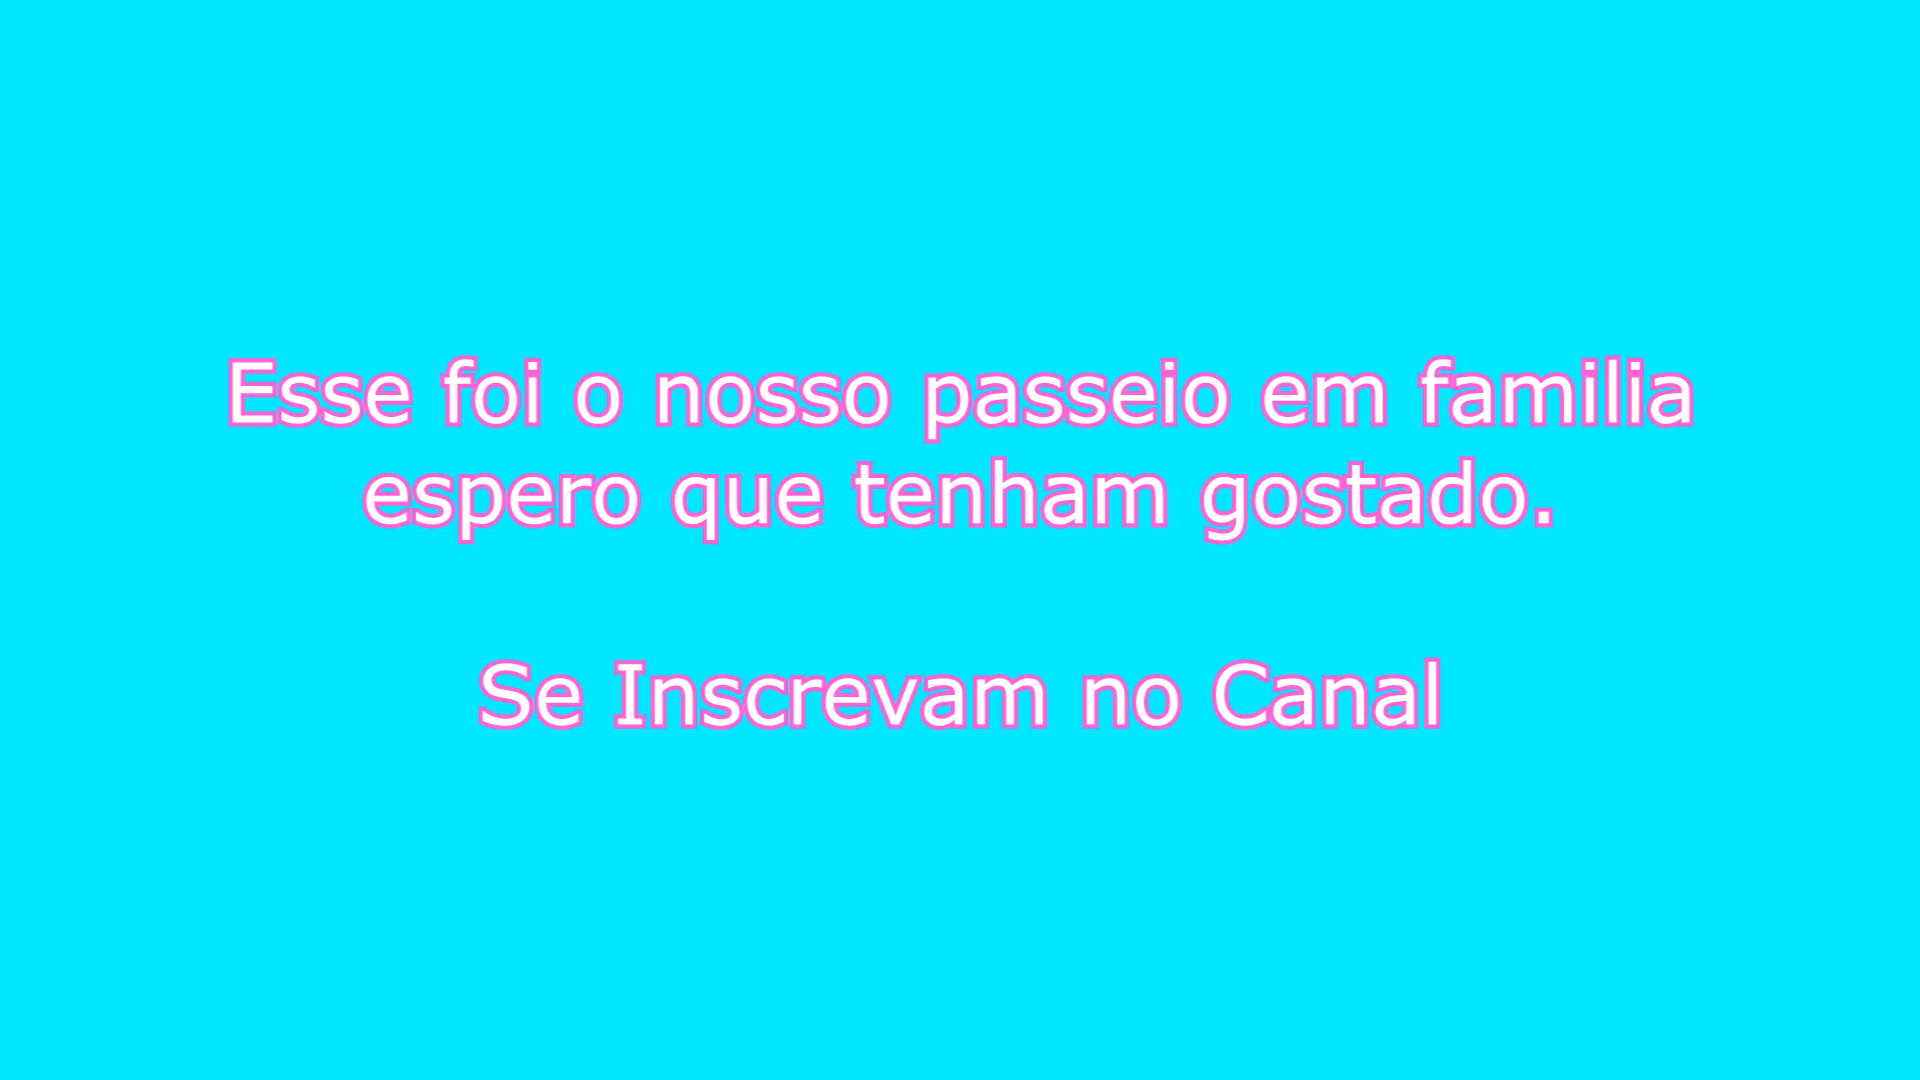 Esse foi o nosso passeio em familia
espero que tenham gostado.
Se Inscrevam no Canal